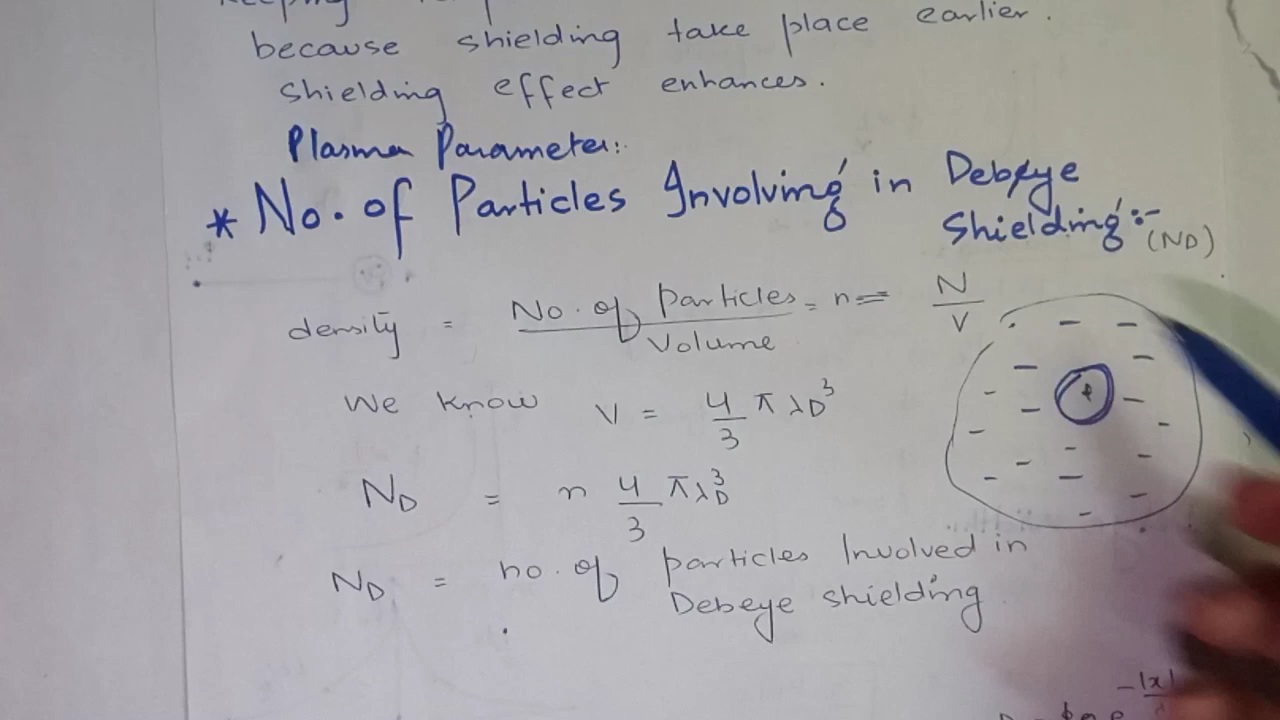 Keeping
because shielding take place earlier.
Shielding effect enhances.
Plasma Parameter:
* No. of Particles Involving in Debeye
Shielding:- (ND)
density = No. of particles / Volume = n = N / V
We know V = 4/3 π λD³
ND = n 4/3 π λD³
ND = no. of particles Involved in
Debeye shielding
+